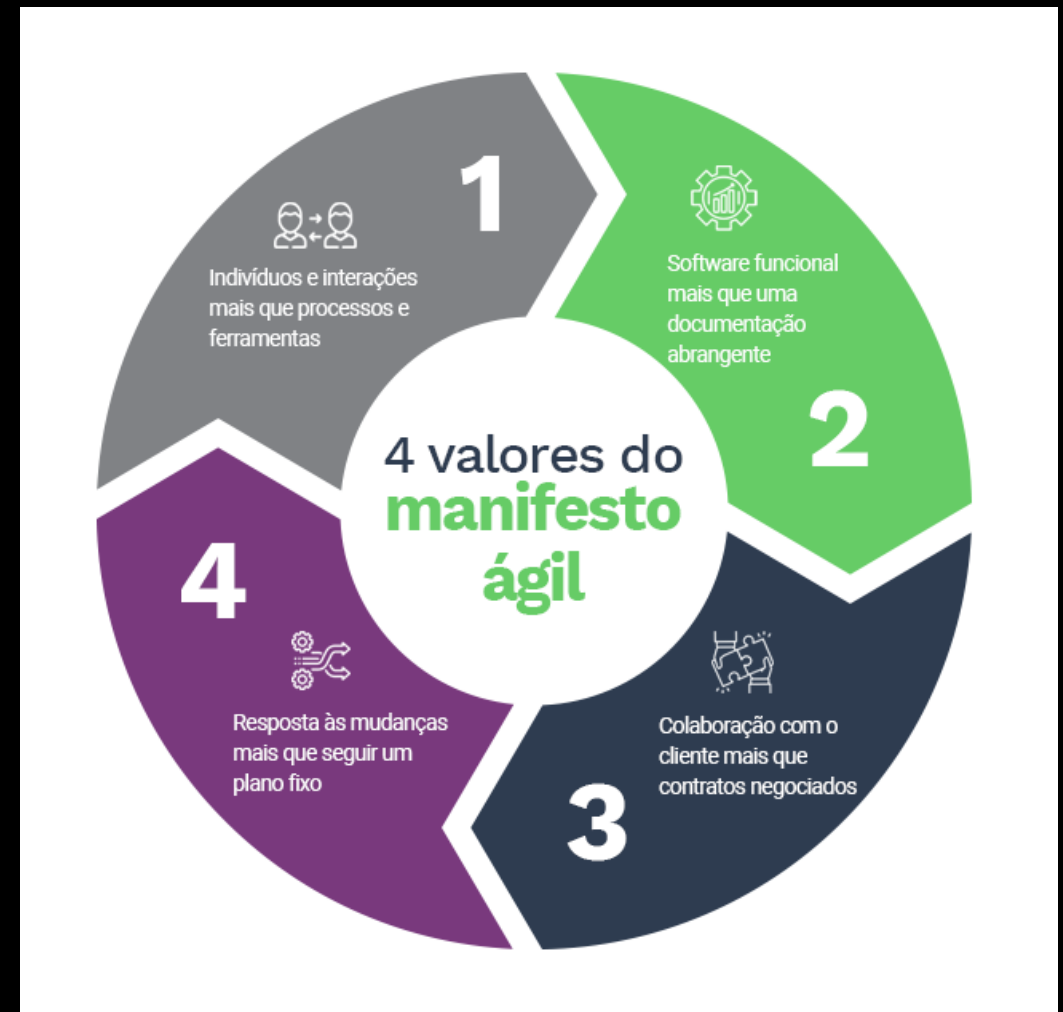 1
Indivíduos e interações
mais que processos e
ferramentas
Software funcional
mais que uma
documentação
abrangente
2
4 valores do
manifesto
ágil
Colaboração com o
cliente mais que
contratos negociados
3
4
Resposta às mudanças
mais que seguir um
plano fixo